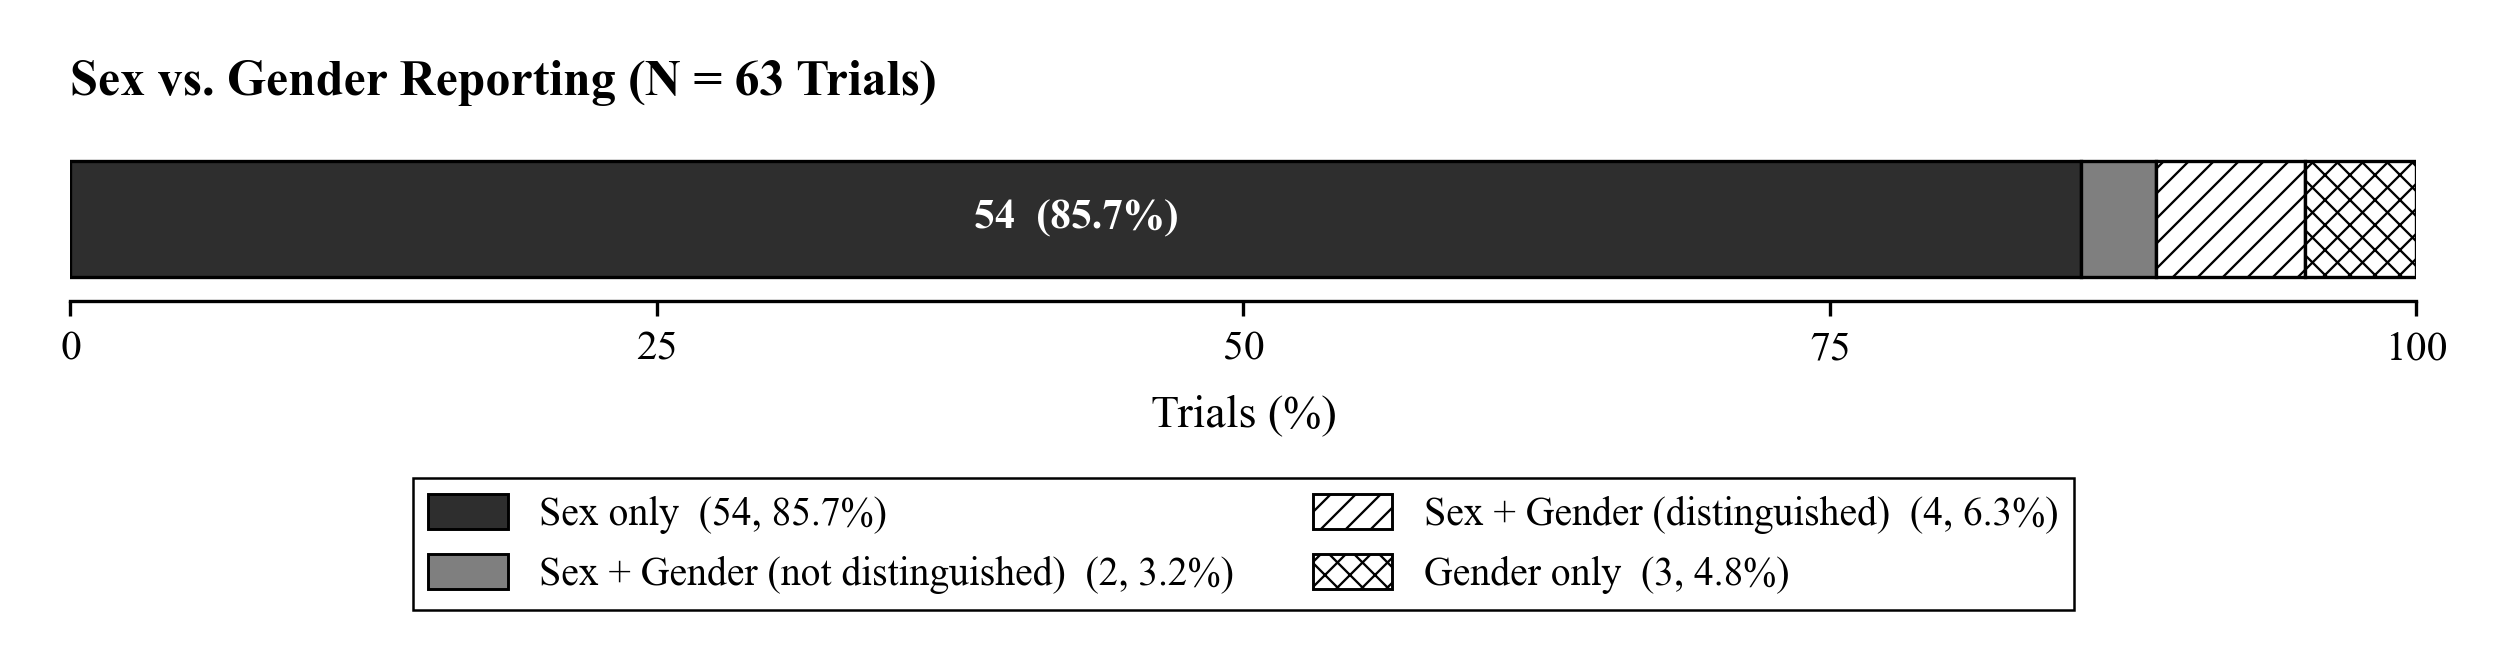 Sex vs. Gender Reporting (N = 63 Trials)
54 (85.7%)
0 25 50 75 100
Trials (%)
Sex only (54, 85.7%)
Sex + Gender (not distinguished) (2, 3.2%)
Sex + Gender (distinguished) (4, 6.3%)
Gender only (3, 4.8%)